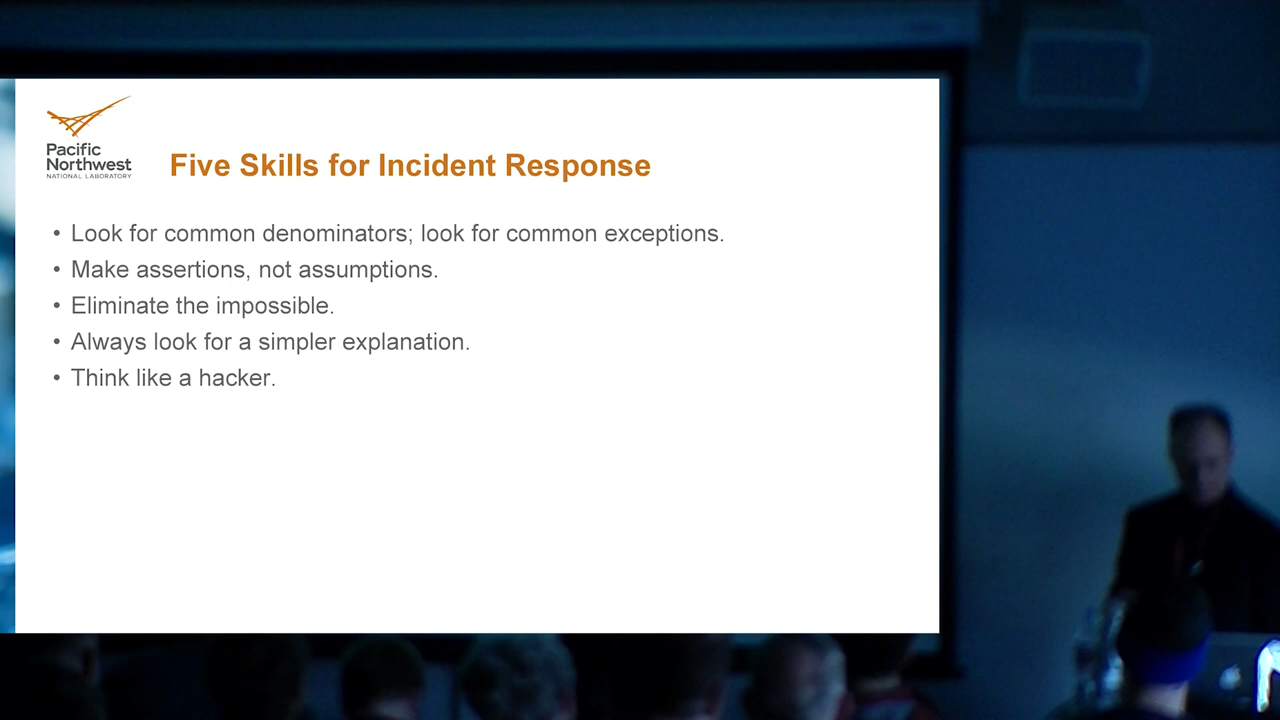 Pacific
Northwest
NATIONAL LABORATORY
Five Skills for Incident Response
• Look for common denominators; look for common exceptions.
• Make assertions, not assumptions.
• Eliminate the impossible.
• Always look for a simpler explanation.
• Think like a hacker.